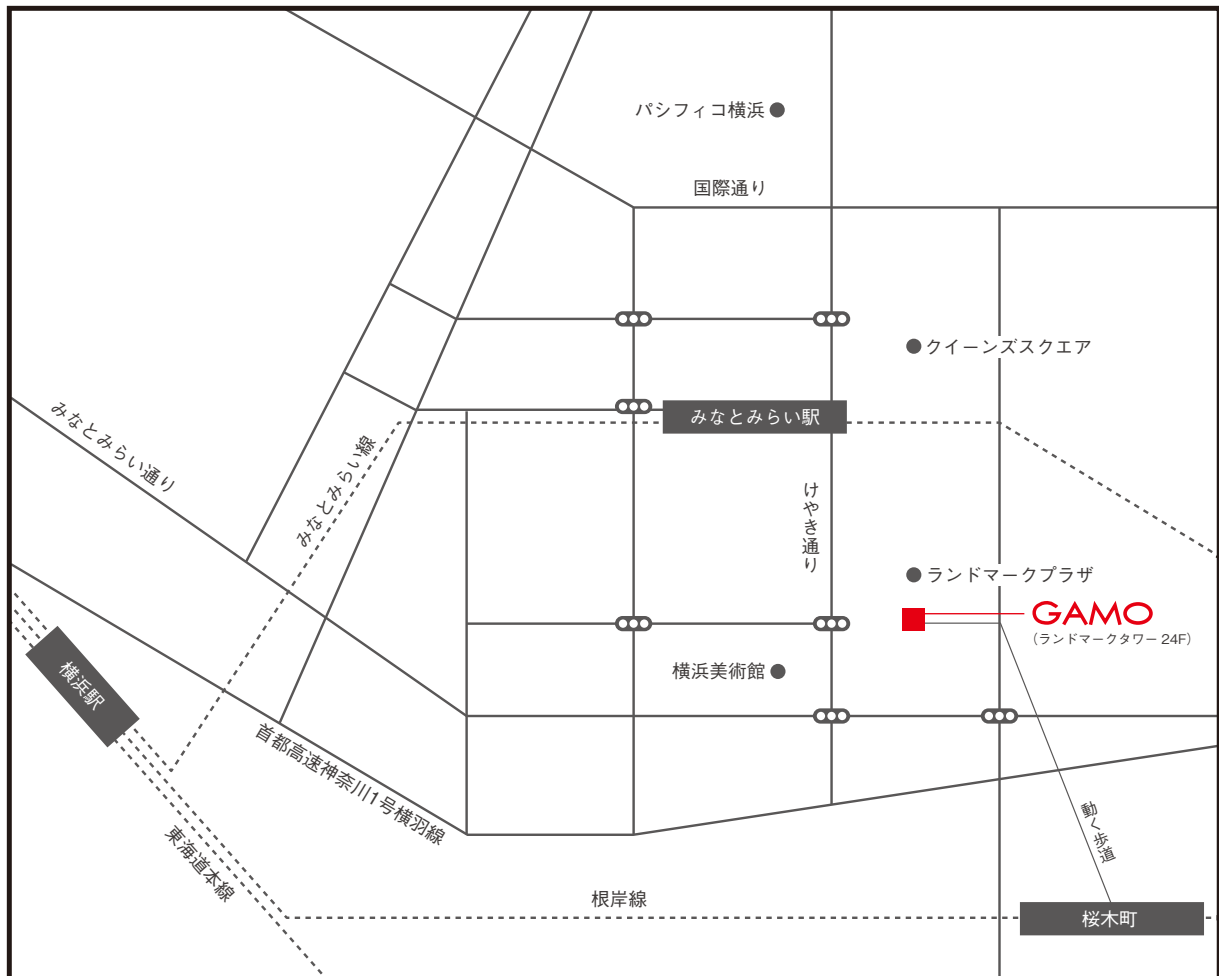 パシフィコ横浜
国際通り
クイーンズスクエア
みなとみらい駅
みなとみらい通り
みなとみらい線
けやき通り
ランドマークプラザ
GAMO
(ランドマークタワー 24F)
横浜美術館
横浜駅
首都高速神奈川1号横羽線
東海道本線
動く歩道
根岸線
桜木町